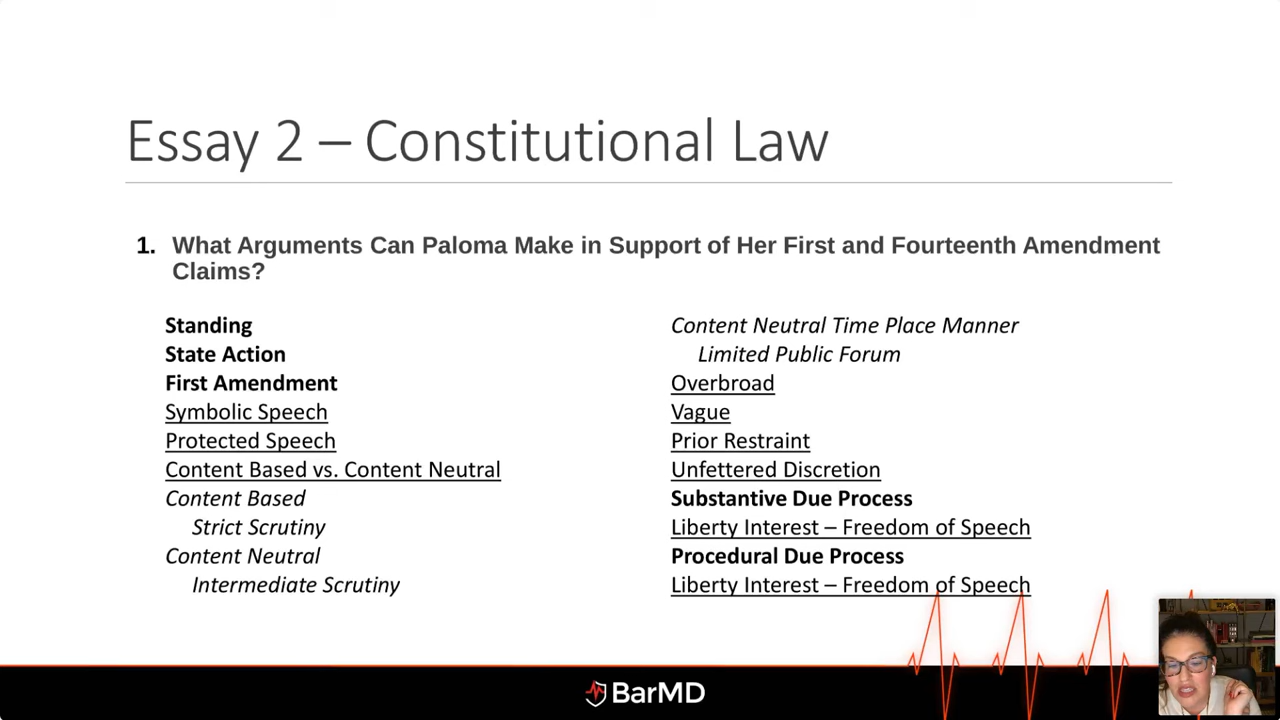 Essay 2 – Constitutional Law
1. What Arguments Can Paloma Make in Support of Her First and Fourteenth Amendment
Claims?
Standing
State Action
First Amendment
Symbolic Speech
Protected Speech
Content Based vs. Content Neutral
Content Based
Strict Scrutiny
Content Neutral
Intermediate Scrutiny
Content Neutral Time Place Manner
Limited Public Forum
Overbroad
Vague
Prior Restraint
Unfettered Discretion
Substantive Due Process
Liberty Interest – Freedom of Speech
Procedural Due Process
Liberty Interest – Freedom of Speech
BarMD